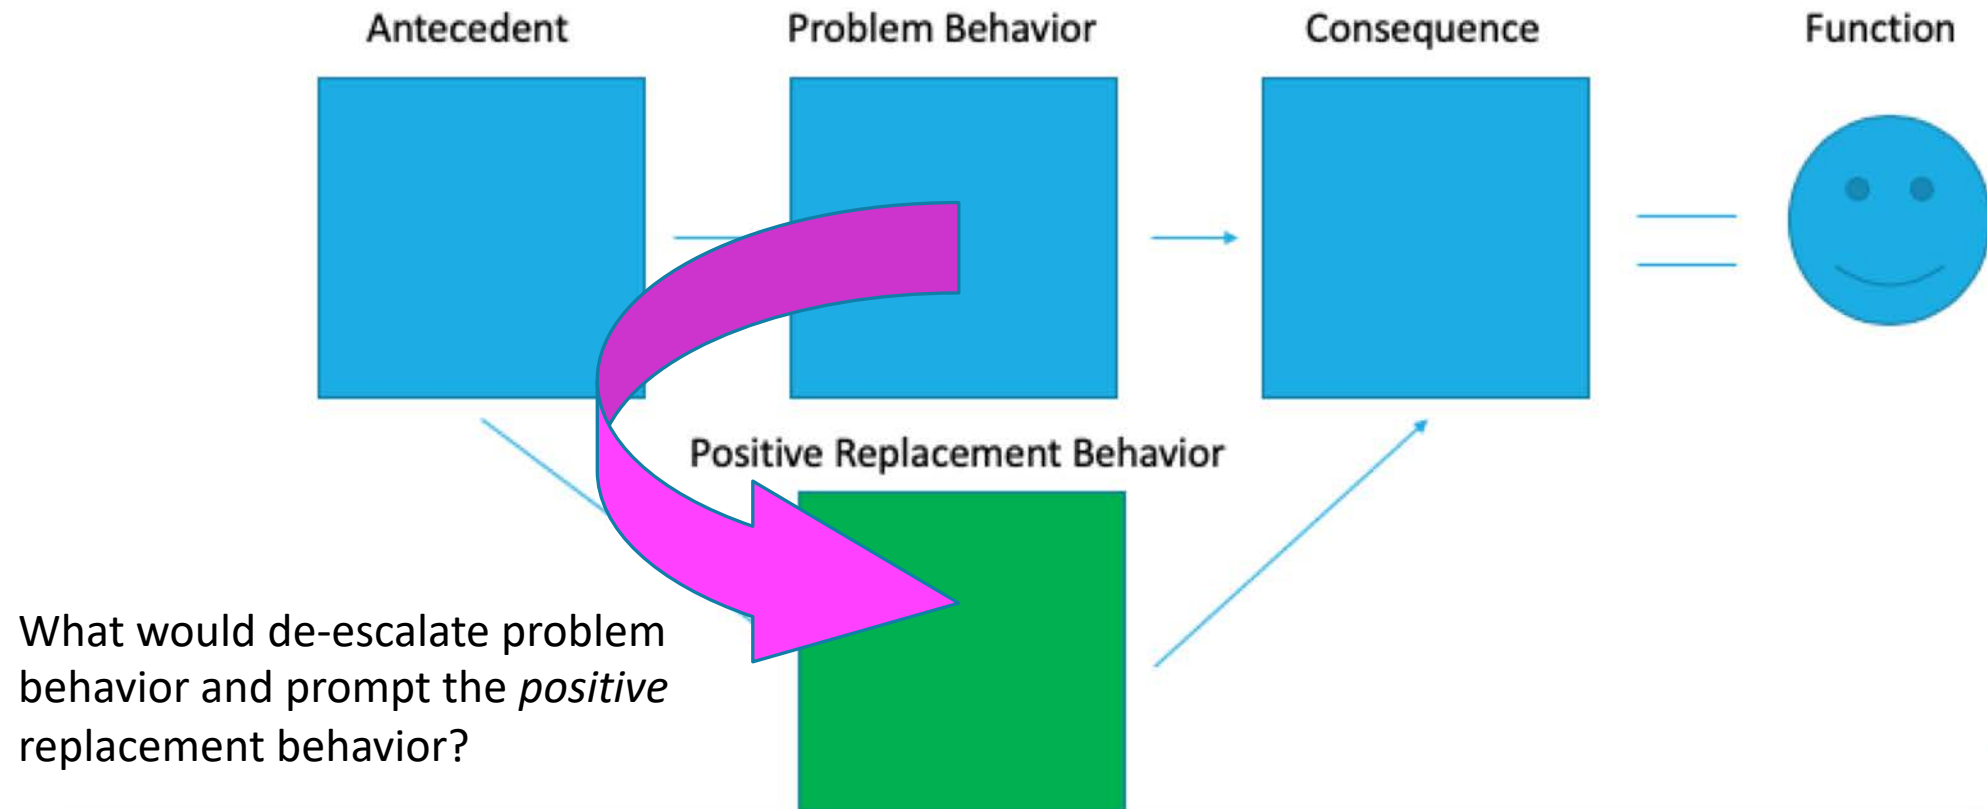 Antecedent
Problem Behavior
Consequence
Function
Positive Replacement Behavior
What would de-escalate problem
behavior and prompt the positive
replacement behavior?